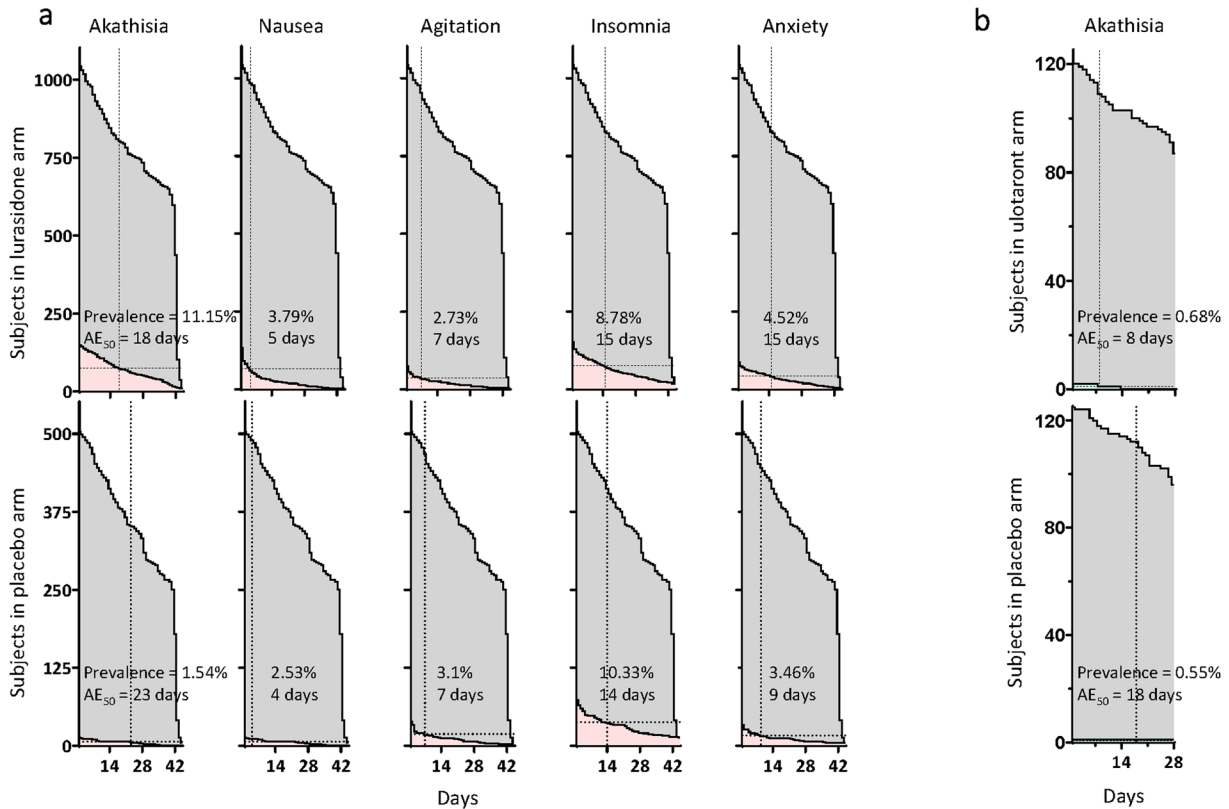 a
Akathisia Nausea Agitation Insomnia Anxiety
Subjects in lurasidone arm
1000
750
500
250
0
Prevalence = 11.15% 3.79% 2.73% 8.78% 4.52%
AE50 = 18 days 5 days 7 days 15 days 15 days
Subjects in placebo arm
500
375
250
125
0
Prevalence = 1.54% 2.53% 3.1% 10.33% 3.46%
AE50 = 23 days 4 days 7 days 14 days 9 days
14 28 42 14 28 42 14 28 42 14 28 42 14 28 42
Days
b
Akathisia
Subjects in ulotaront arm
120
80
40
0
Prevalence = 0.68%
AE50 = 8 days
Subjects in placebo arm
120
80
40
0
Prevalence = 0.55%
AE50 = 18 days
14 28
Days